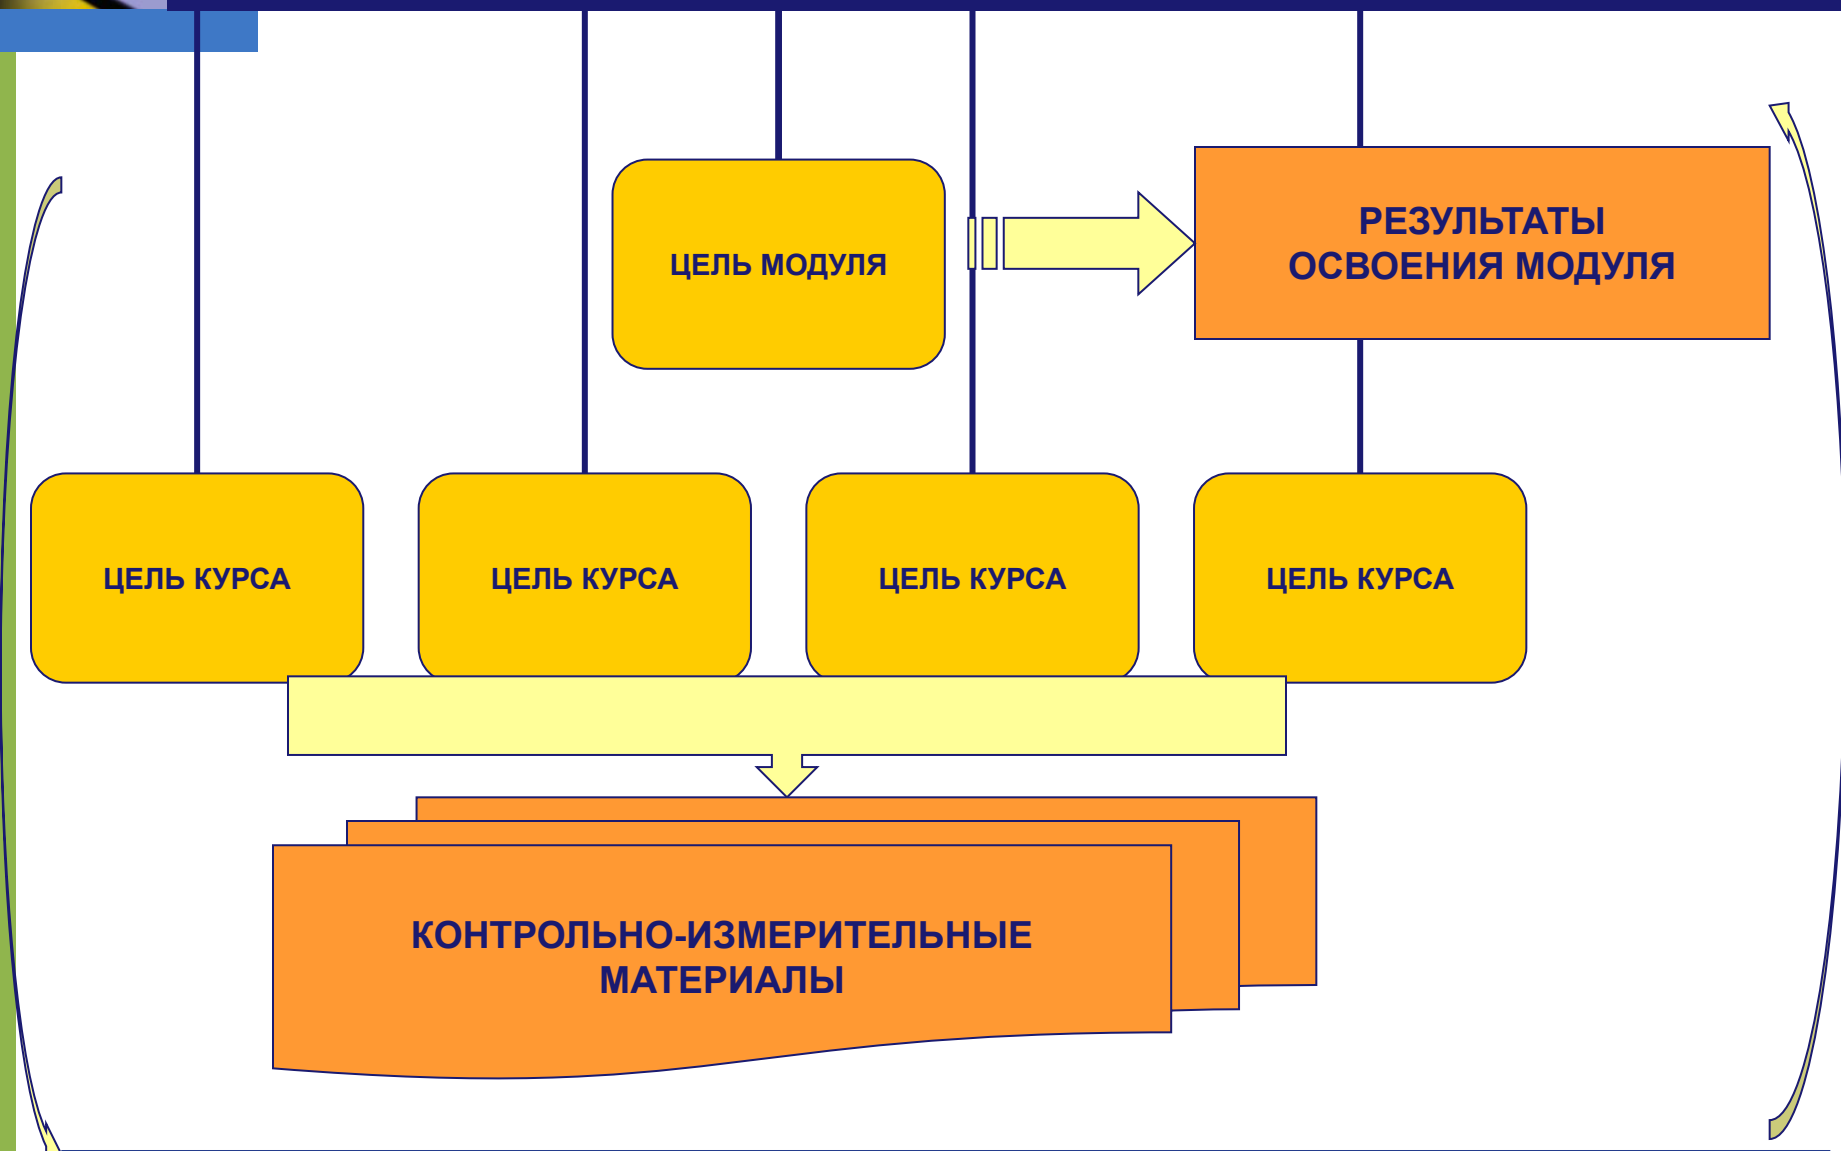 ЦЕЛЬ МОДУЛЯ
РЕЗУЛЬТАТЫ
ОСВОЕНИЯ МОДУЛЯ
ЦЕЛЬ КУРСА
ЦЕЛЬ КУРСА
ЦЕЛЬ КУРСА
ЦЕЛЬ КУРСА
КОНТРОЛЬНО-ИЗМЕРИТЕЛЬНЫЕ
МАТЕРИАЛЫ